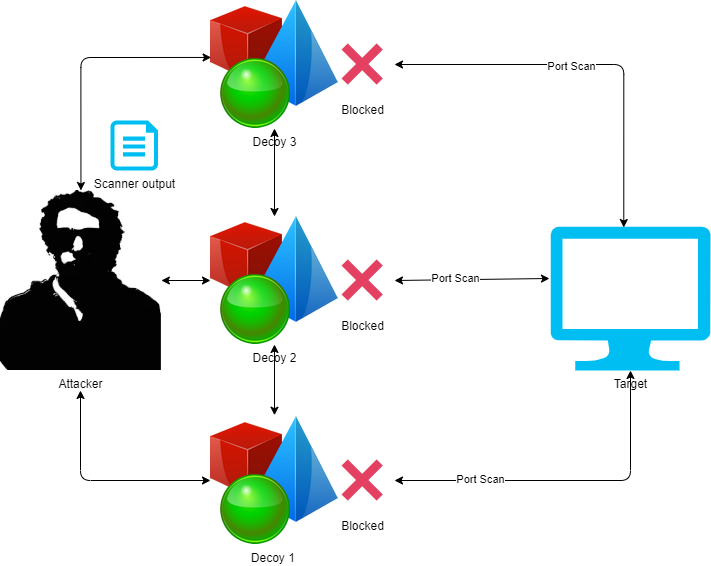 Port Scan
Blocked
Decoy 3
Scanner output
Port Scan
Blocked
Decoy 2
Attacker
Target
Port Scan
Blocked
Decoy 1